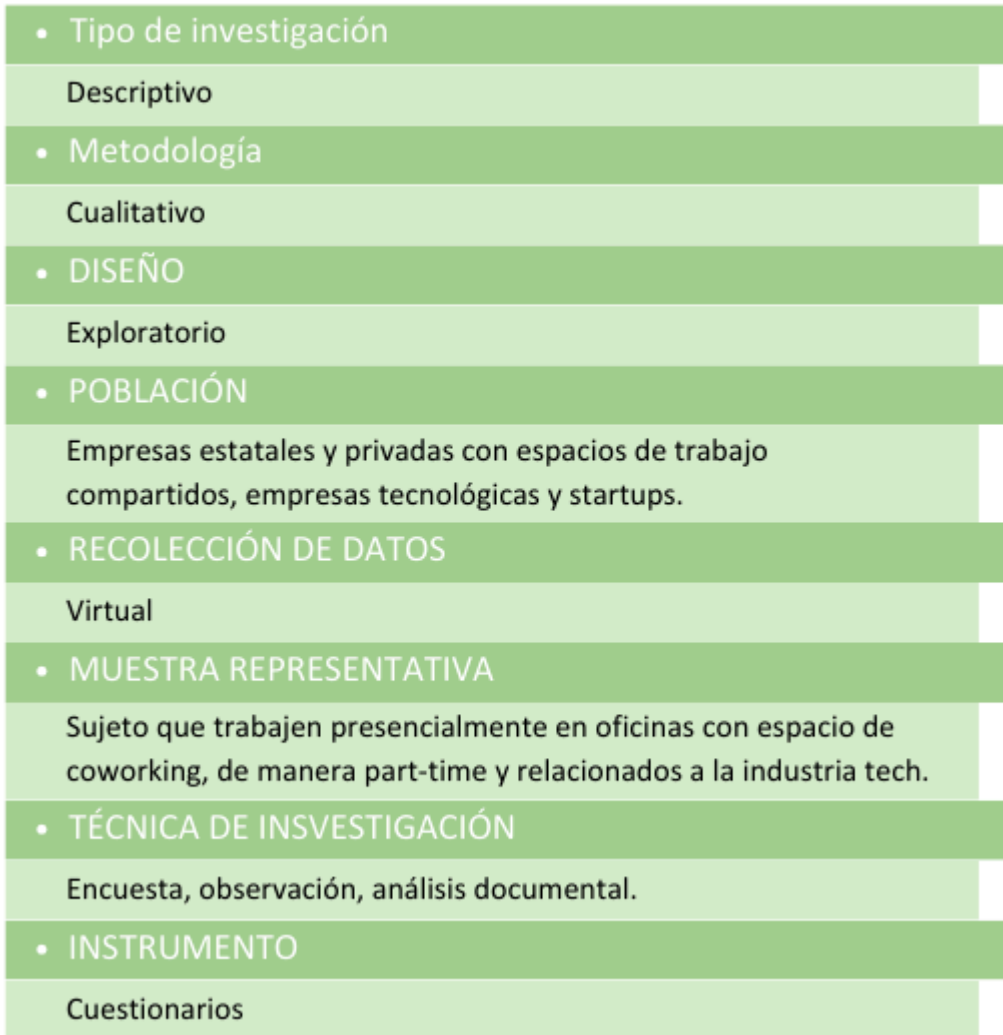 • Tipo de investigación
Descriptivo
• Metodología
Cualitativo
• DISEÑO
Exploratorio
• POBLACIÓN
Empresas estatales y privadas con espacios de trabajo
compartidos, empresas tecnológicas y startups.
• RECOLECCIÓN DE DATOS
Virtual
• MUESTRA REPRESENTATIVA
Sujeto que trabajen presencialmente en oficinas con espacio de
coworking, de manera part-time y relacionados a la industria tech.
• TÉCNICA DE INSVESTIGACIÓN
Encuesta, observación, análisis documental.
• INSTRUMENTO
Cuestionarios